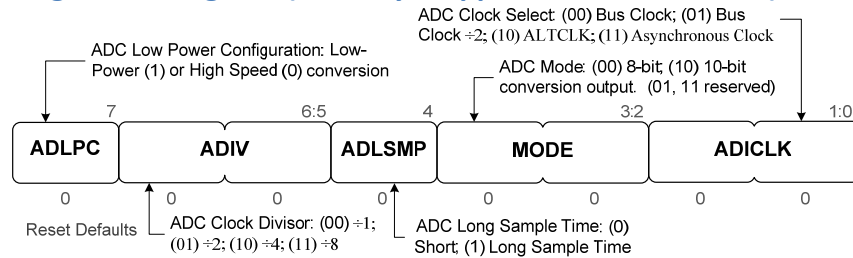 ADC Clock Select: (00) Bus Clock; (01) Bus
Clock ÷2; (10) ALTCLK; (11) Asynchronous Clock
ADC Low Power Configuration: Low-
Power (1) or High Speed (0) conversion
ADC Mode: (00) 8-bit; (10) 10-bit
conversion output. (01, 11 reserved)
7 6:5 4 3:2 1:0
ADLPC ADIV ADLSMP MODE ADICLK
0 0 0 0 0 0 0 0
Reset Defaults
ADC Clock Divisor: (00) ÷1;
(01) ÷2; (10) ÷4; (11) ÷8
ADC Long Sample Time: (0)
Short; (1) Long Sample Time